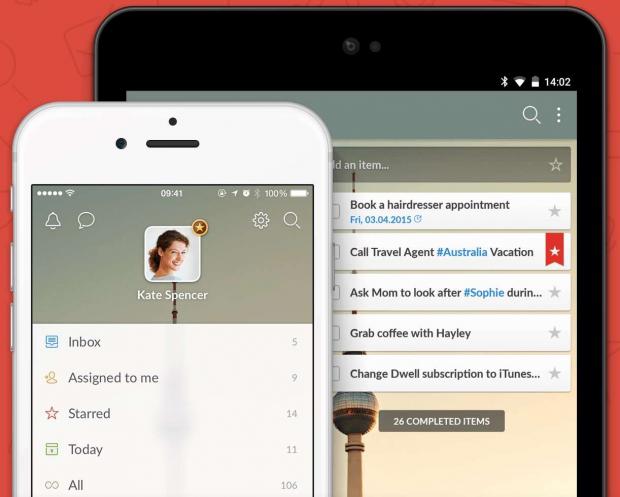 14:02
d an item...
Book a hairdresser appointment
Fri, 03.04.2015
Call Travel Agent #Australia Vacation
Ask Mom to look after #Sophie durin...
Grab coffee with Hayley
Change Dwell subscription to iTunes...
26 COMPLETED ITEMS
09:41
100%
Kate Spencer
Inbox 5
Assigned to me 9
Starred 14
Today 11
All 106